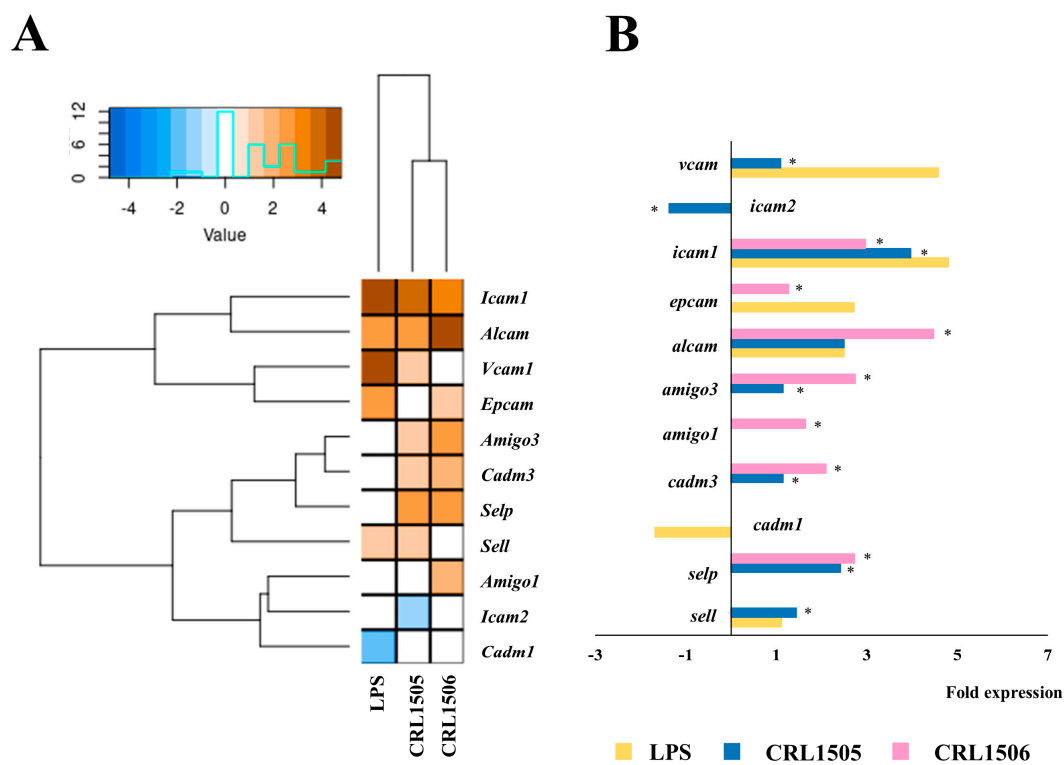 A
B
12
6
0
-4 -2 0 2 4
Value
Icam1
Alcam
Vcam1
Epcam
Amigo3
Cadm3
Selp
Sell
Amigo1
Icam2
Cadm1
LPS
CRL1505
CRL1506
vcam *
* icam2
icam1 * *
epcam *
alcam *
amigo3 * *
amigo1 *
cadm3 * *
cadm1
selp * *
sell *
-3 -1 1 3 5 7
Fold expression
LPS CRL1505 CRL1506